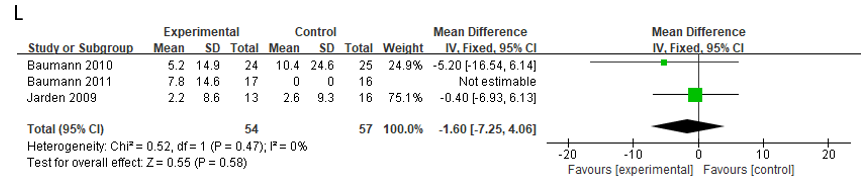 L
Experimental Control Mean Difference Mean Difference
Study or Subgroup Mean SD Total Mean SD Total Weight IV, Fixed, 95% CI IV, Fixed, 95% CI
Baumann 2010 5.2 14.9 24 10.4 24.6 25 24.9% -5.20 [-16.54, 6.14]
Baumann 2011 7.8 14.6 17 0 0 16 Not estimable
Jarden 2009 2.2 8.6 13 2.6 9.3 16 75.1% -0.40 [-6.93, 6.13]
Total (95% CI) 54 57 100.0% -1.60 [-7.25, 4.06]
Heterogeneity: Chi² = 0.52, df = 1 (P = 0.47); I² = 0%
Test for overall effect: Z = 0.55 (P = 0.58)
-20 -10 0 10 20
Favours [experimental] Favours [control]